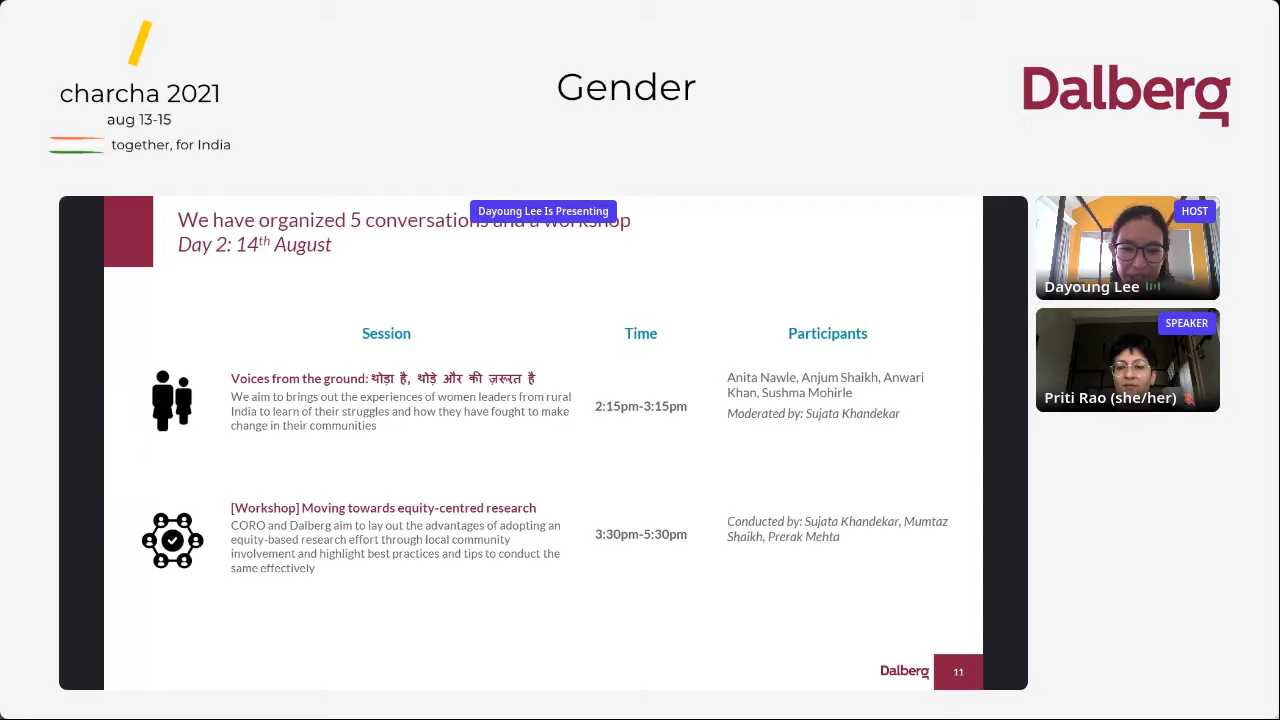 charcha 2021
aug 13-15
together, for India
Gender
Dalberg
Dayoung Lee Is Presenting
We have organized 5 conversations and a workshop
Day 2: 14th August
Session
Time
Participants
Voices from the ground: थोड़ा है, थोड़े और की ज़रूरत है
We aim to brings out the experiences of women leaders from rural
India to learn of their struggles and how they have fought to make
change in their communities
2:15pm-3:15pm
Anita Nawle, Anjum Shaikh, Anwari
Khan, Sushma Mohirle
Moderated by: Sujata Khandekar
[Workshop] Moving towards equity-centred research
CORO and Dalberg aim to lay out the advantages of adopting an
equity-based research effort through local community
involvement and highlight best practices and tips to conduct the
same effectively
3:30pm-5:30pm
Conducted by: Sujata Khandekar, Mumtaz
Shaikh, Prerak Mehta
Dalberg
11
HOST
Dayoung Lee
SPEAKER
Priti Rao (she/her)